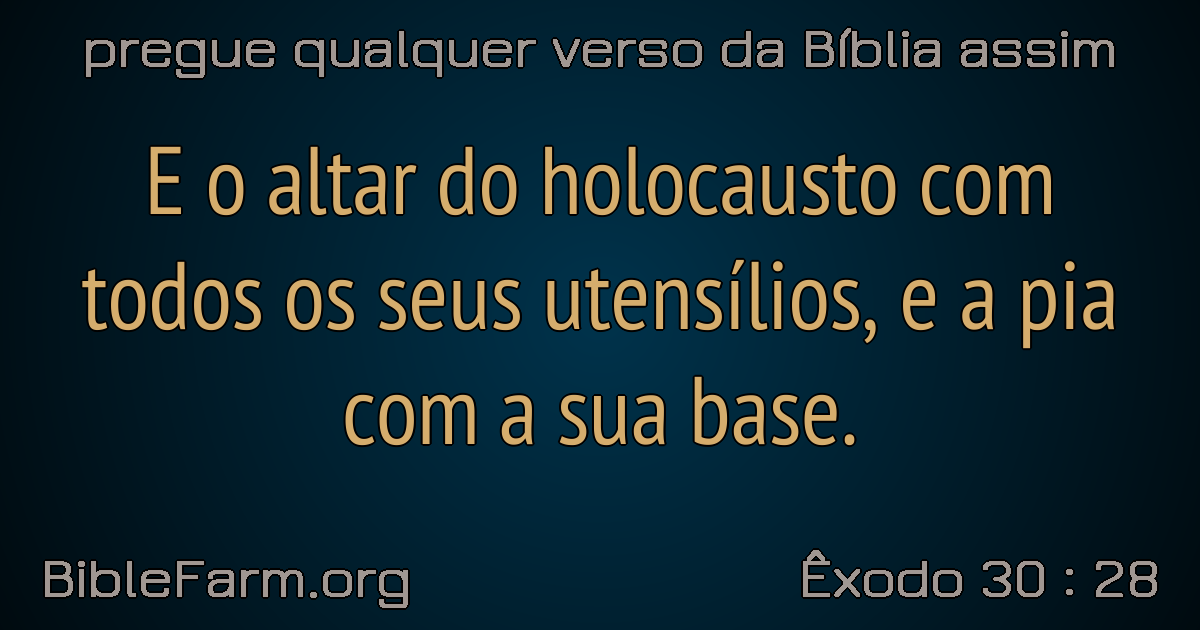 pregue qualquer verso da Bíblia assim
E o altar do holocausto com
todos os seus utensílios, e a pia
com a sua base.
BibleFarm.org
Êxodo 30 : 28